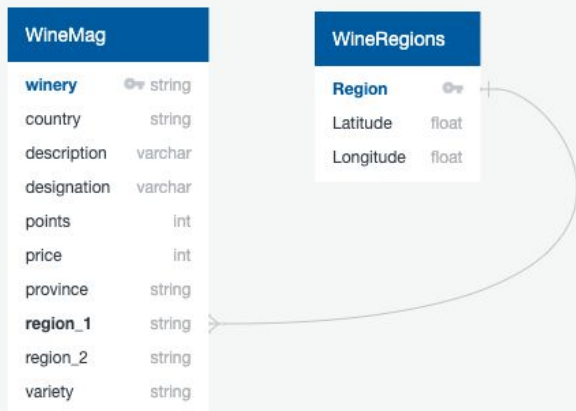 WineMag
winery string
country string
description varchar
designation varchar
points int
price int
province string
region_1 string
region_2 string
variety string
WineRegions
Region
Latitude float
Longitude float